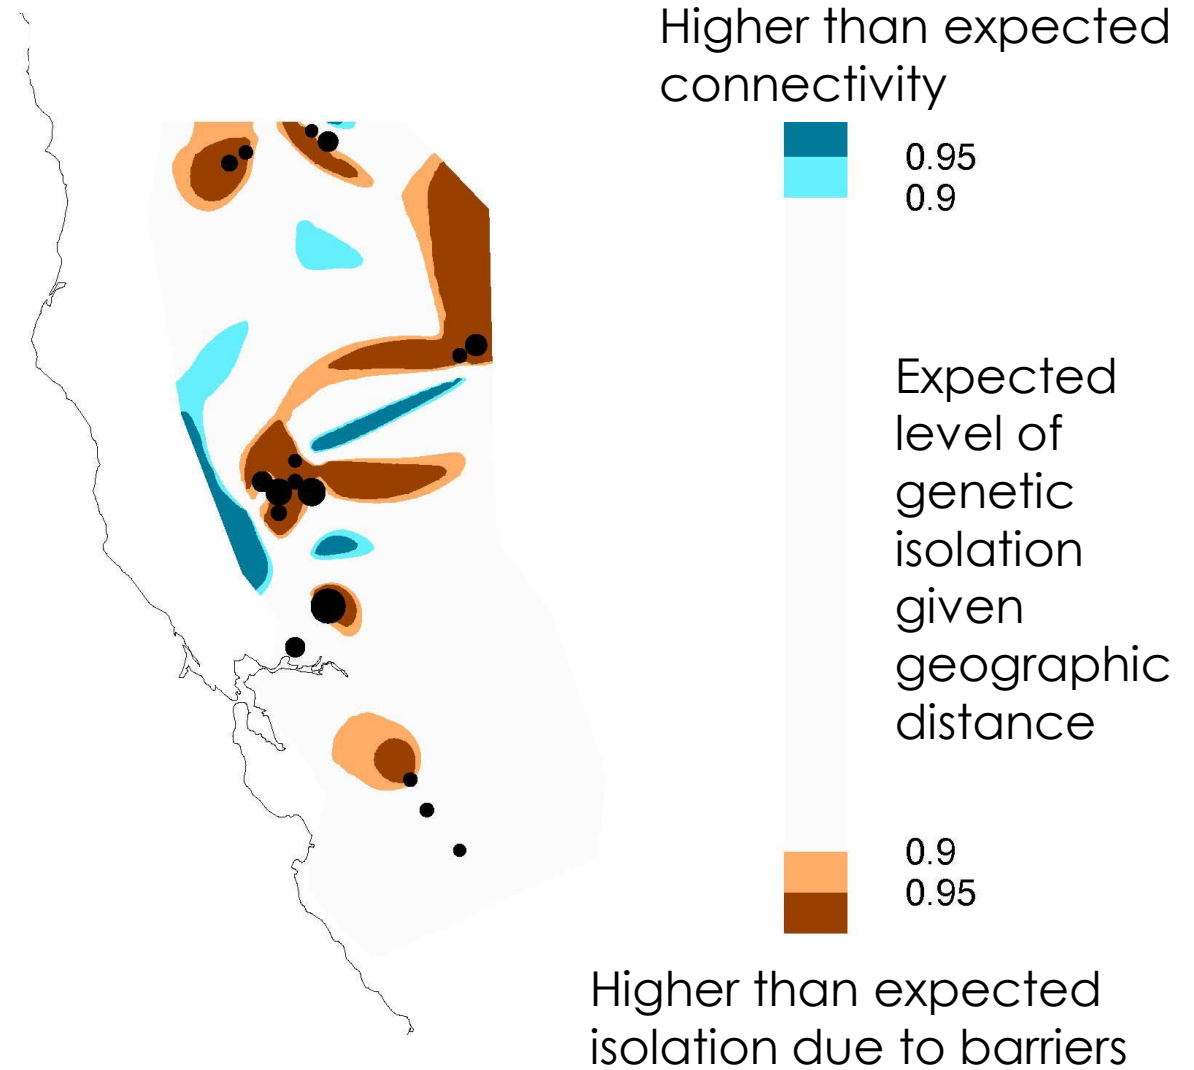 Higher than expected
connectivity
0.95
0.9
Expected
level of
genetic
isolation
given
geographic
distance
0.9
0.95
Higher than expected
isolation due to barriers